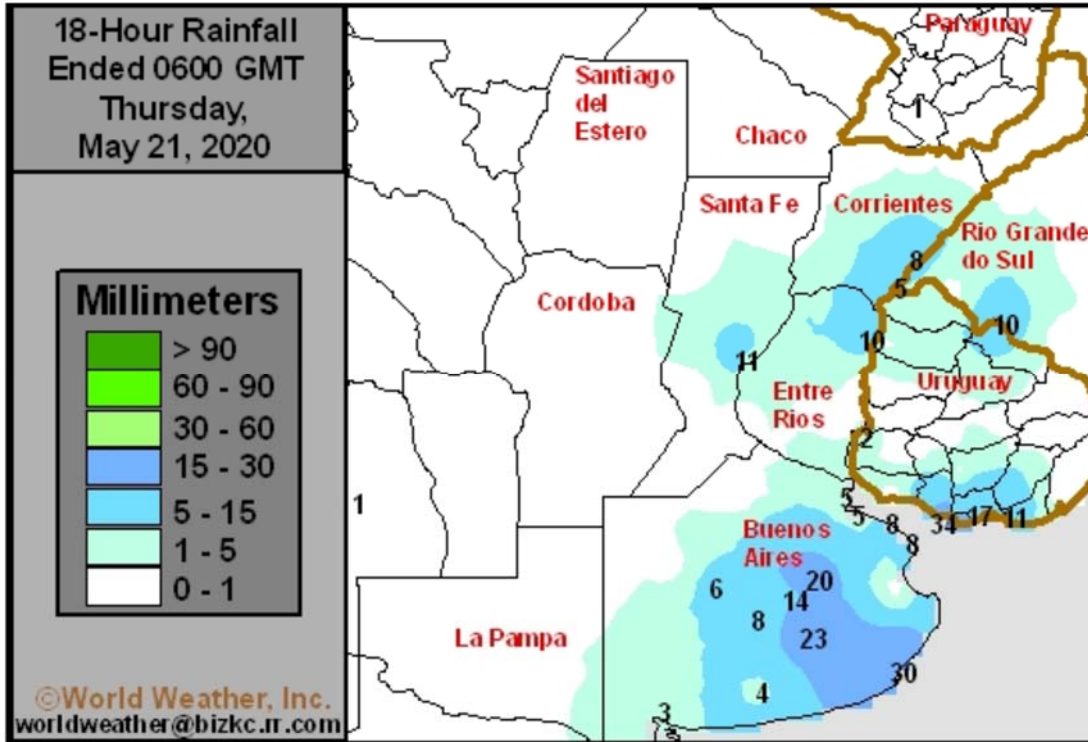 18-Hour Rainfall
Ended 0600 GMT
Thursday,
May 21, 2020
Millimeters
> 90
60 - 90
30 - 60
15 - 30
5 - 15
1 - 5
0 - 1
©World Weather, Inc.
worldweather@bizkc.rr.com
Paraguay
Santiago
del
Estero
1
Chaco
Santa Fe
Corrientes
Rio Grande
do Sul
8
5
Cordoba
10
10
11
Uruguay
Entre
Rios
2
1
5
5
8
34
17
11
Buenos
Aires
8
6
20
14
8
23
La Pampa
30
4
3